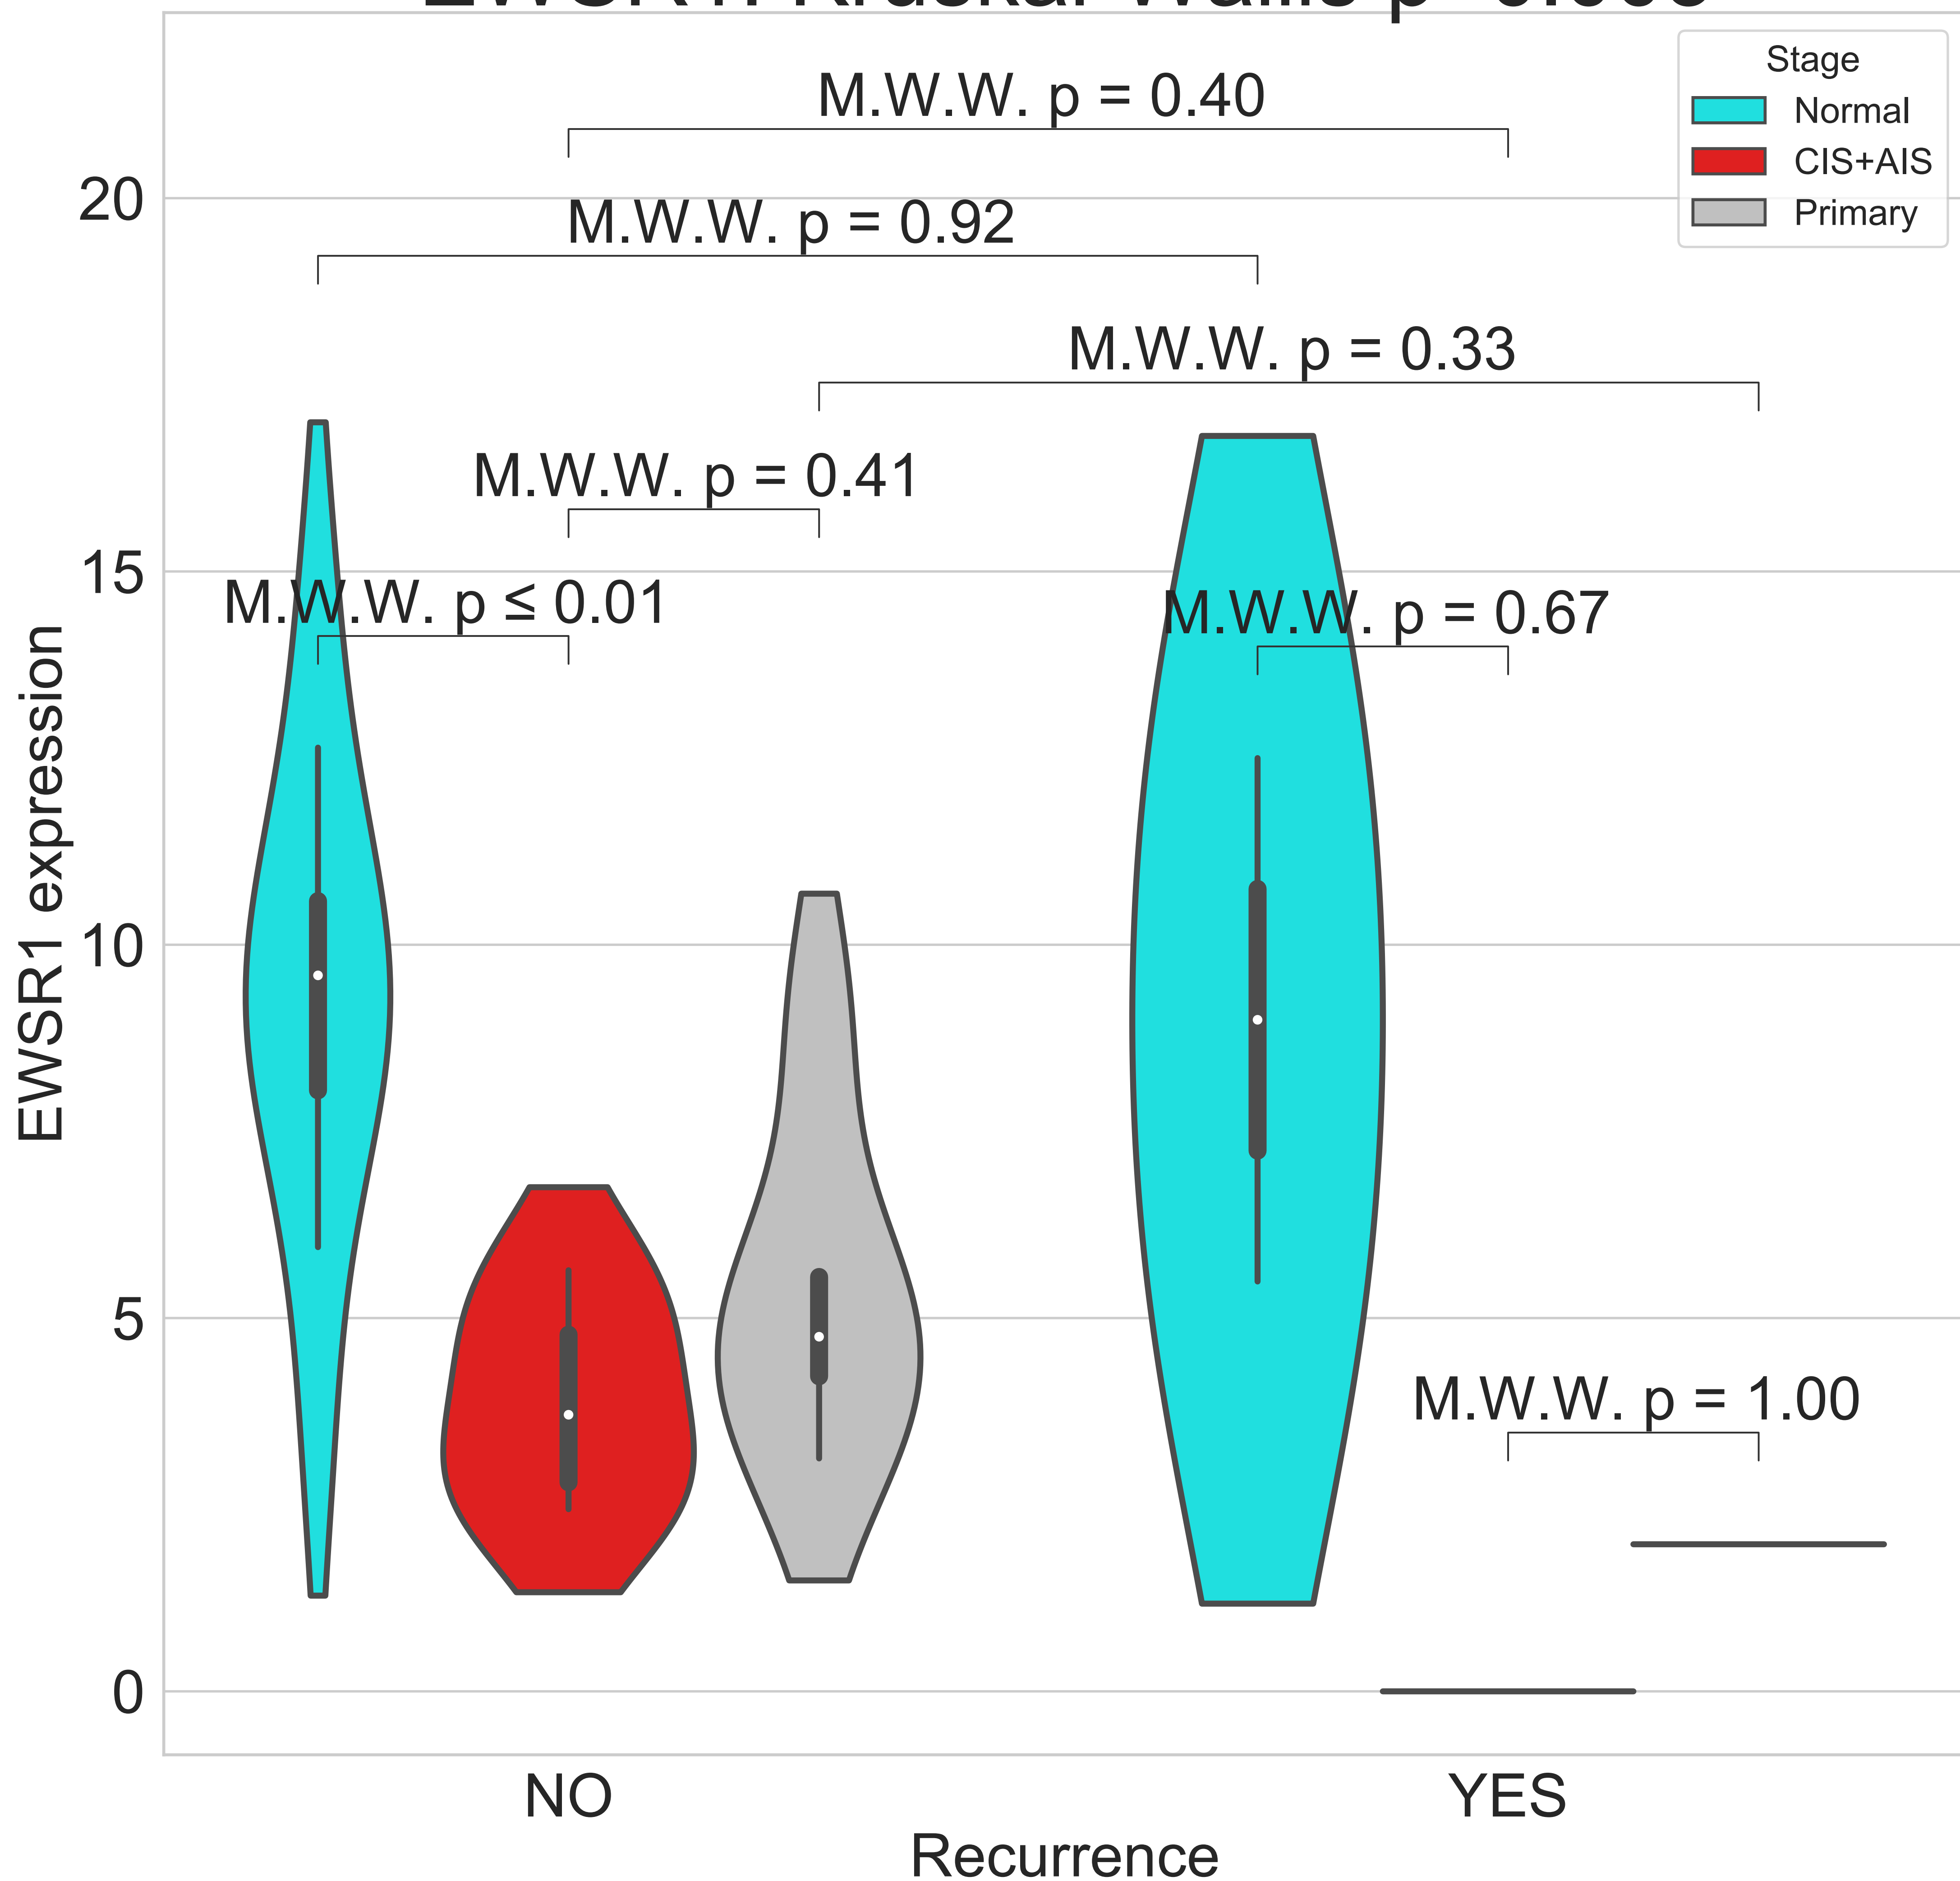 Stage
Normal
CIS+AIS
Primary
M.W.W. p = 0.40
M.W.W. p = 0.92
M.W.W. p = 0.33
M.W.W. p = 0.41
M.W.W. p ≤ 0.01
M.W.W. p = 0.67
M.W.W. p = 1.00
EWSR1 expression
20
15
10
5
0
NO
YES
Recurrence